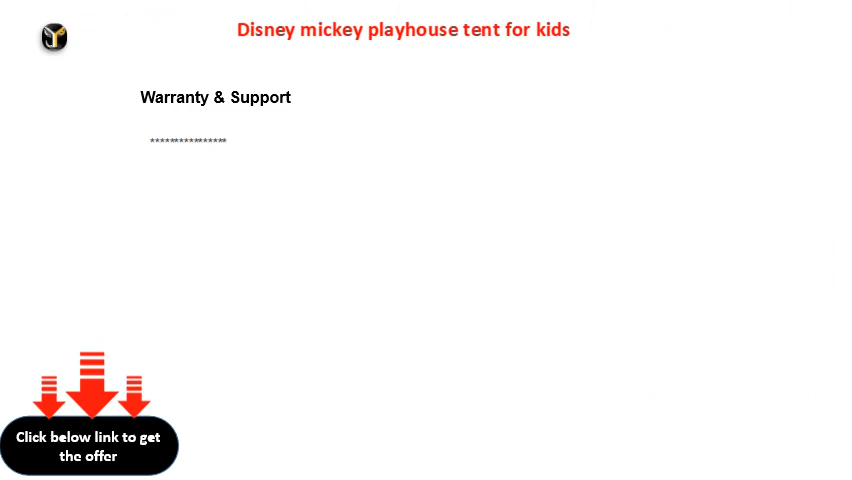 Disney mickey playhouse tent for kids
Warranty & Support
****************
Click below link to get
the offer